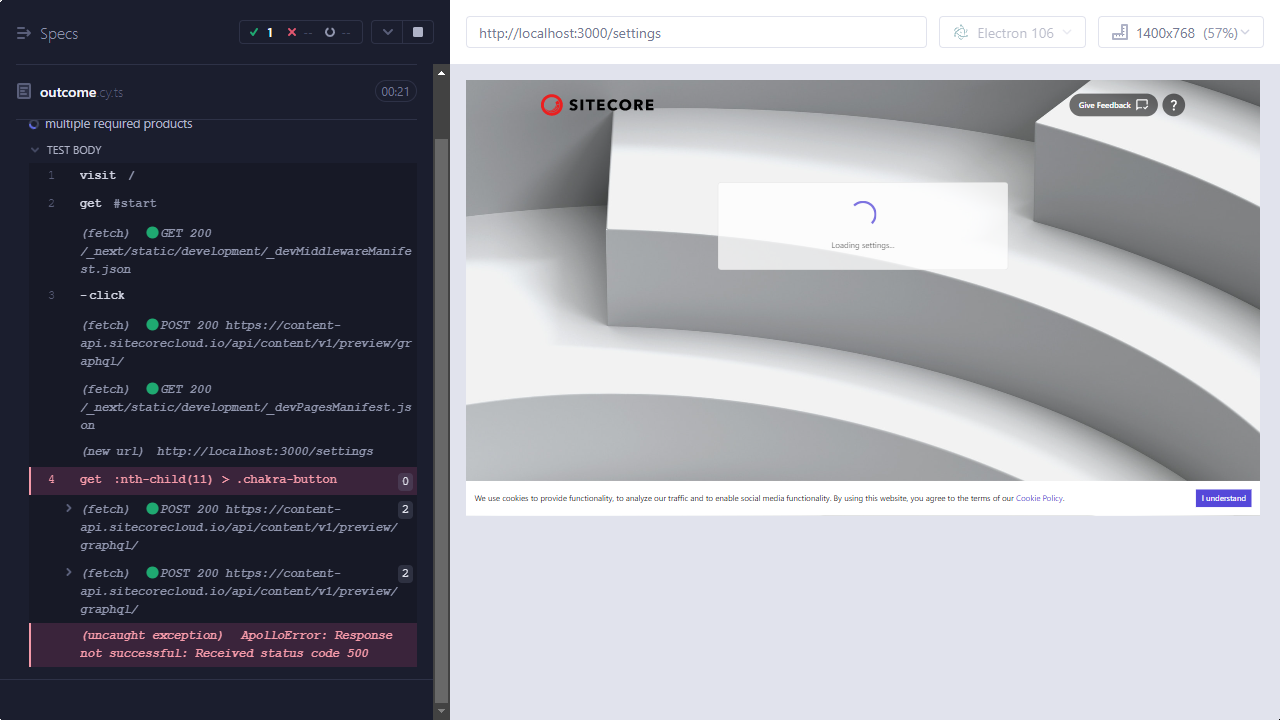 Specs
1
--
--
outcome.cy.ts
00:21
multiple required products
TEST BODY
1 visit /
2 get #start
(fetch) GET 200
/_next/static/development/_devMiddlewareManife
st.json
3 -click
(fetch) POST 200 https://content-
api.sitecorecloud.io/api/content/v1/preview/gr
aphql/
(fetch) GET 200
/_next/static/development/_devPagesManifest.js
on
(new url) http://localhost:3000/settings
4 get :nth-child(11) > .chakra-button 0
(fetch) POST 200 https://content- 2
api.sitecorecloud.io/api/content/v1/preview/
graphql/
(fetch) POST 200 https://content- 2
api.sitecorecloud.io/api/content/v1/preview/
graphql/
(uncaught exception) ApolloError: Response
not successful: Received status code 500
http://localhost:3000/settings
Electron 106
1400x768 (57%)
SITECORE
Give Feedback
?
Loading settings...
We use cookies to provide functionality, to analyze our traffic and to enable social media functionality. By using this website, you agree to the terms of our Cookie Policy.
I understand